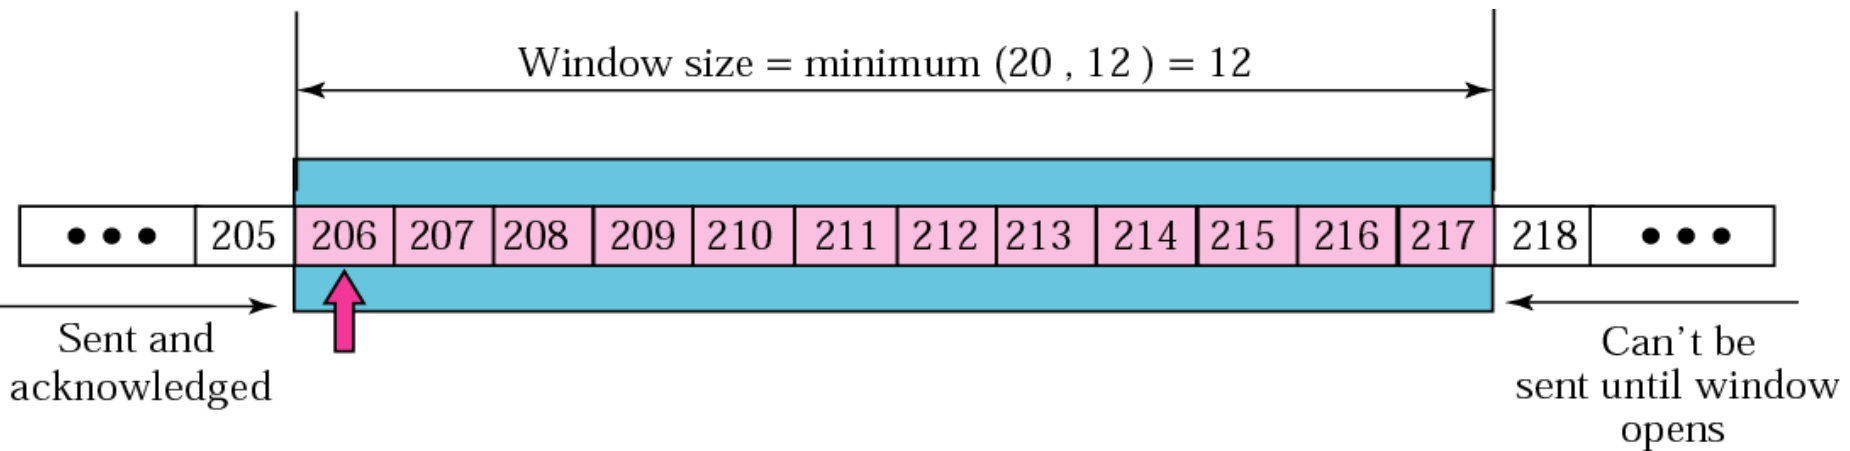 Window size = minimum (20 , 12 ) = 12
••• 205 206 207 208 209 210 211 212 213 214 215 216 217 218 •••
Sent and
acknowledged
Can't be
sent until window
opens